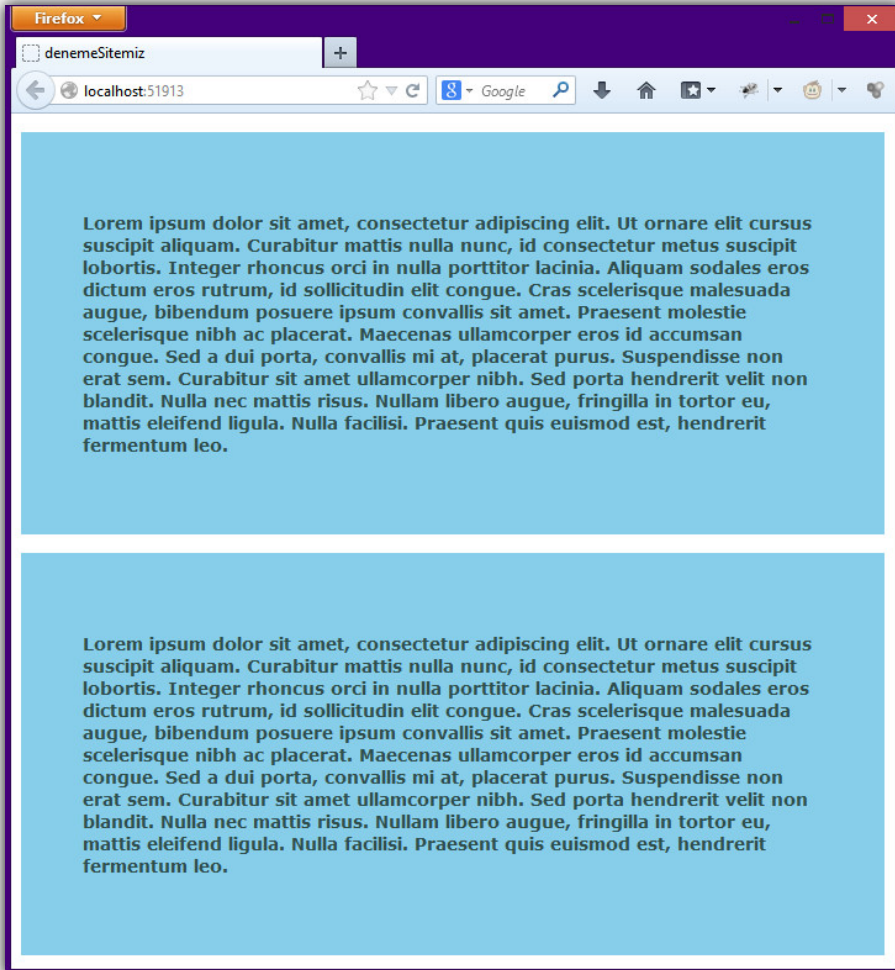 Firefox
denemeSitemiz
localhost:51913
8 Google
Lorem ipsum dolor sit amet, consectetur adipiscing elit. Ut ornare elit cursus
suscipit aliquam. Curabitur mattis nulla nunc, id consectetur metus suscipit
lobortis. Integer rhoncus orci in nulla porttitor lacinia. Aliquam sodales eros
dictum eros rutrum, id sollicitudin elit congue. Cras scelerisque malesuada
augue, bibendum posuere ipsum convallis sit amet. Praesent molestie
scelerisque nibh ac placerat. Maecenas ullamcorper eros id accumsan
congue. Sed a dui porta, convallis mi at, placerat purus. Suspendisse non
erat sem. Curabitur sit amet ullamcorper nibh. Sed porta hendrerit velit non
blandit. Nulla nec mattis risus. Nullam libero augue, fringilla in tortor eu,
mattis eleifend ligula. Nulla facilisi. Praesent quis euismod est, hendrerit
fermentum leo.
Lorem ipsum dolor sit amet, consectetur adipiscing elit. Ut ornare elit cursus
suscipit aliquam. Curabitur mattis nulla nunc, id consectetur metus suscipit
lobortis. Integer rhoncus orci in nulla porttitor lacinia. Aliquam sodales eros
dictum eros rutrum, id sollicitudin elit congue. Cras scelerisque malesuada
augue, bibendum posuere ipsum convallis sit amet. Praesent molestie
scelerisque nibh ac placerat. Maecenas ullamcorper eros id accumsan
congue. Sed a dui porta, convallis mi at, placerat purus. Suspendisse non
erat sem. Curabitur sit amet ullamcorper nibh. Sed porta hendrerit velit non
blandit. Nulla nec mattis risus. Nullam libero augue, fringilla in tortor eu,
mattis eleifend ligula. Nulla facilisi. Praesent quis euismod est, hendrerit
fermentum leo.